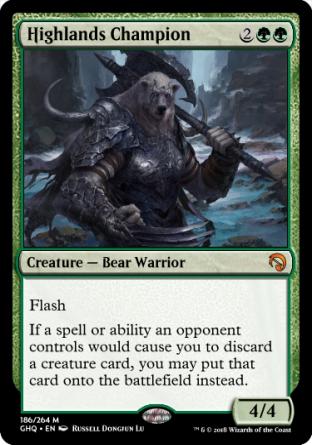 Highlands Champion 2
Creature — Bear Warrior
Flash
If a spell or ability an opponent
controls would cause you to discard
a creature card, you may put that
card onto the battlefield instead.
4/4
186/264 M
GHQ • EN RUSSELL DONGJUN LU
™ & © 2018 Wizards of the Coast